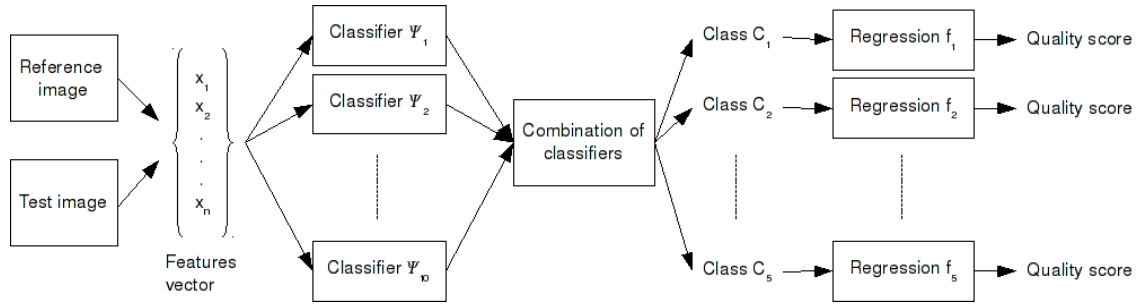 Reference
image
Test image
x1
x2
.
.
.
xn
Features
vector
Classifier Ψ1
Classifier Ψ2
Classifier Ψ10
Combination of
classifiers
Class C1
Regression f1
Quality score
Class C2
Regression f2
Quality score
Class C5
Regression f5
Quality score